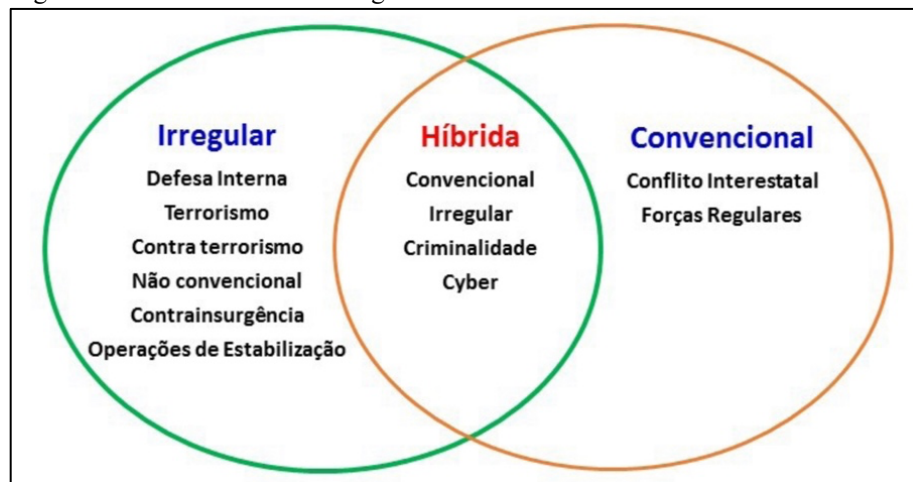 Irregular
Defesa Interna
Terrorismo
Contra terrorismo
Não convencional
Contrainsurgência
Operações de Estabilização
Híbrida
Convencional
Irregular
Criminalidade
Cyber
Convencional
Conflito Interestatal
Forças Regulares